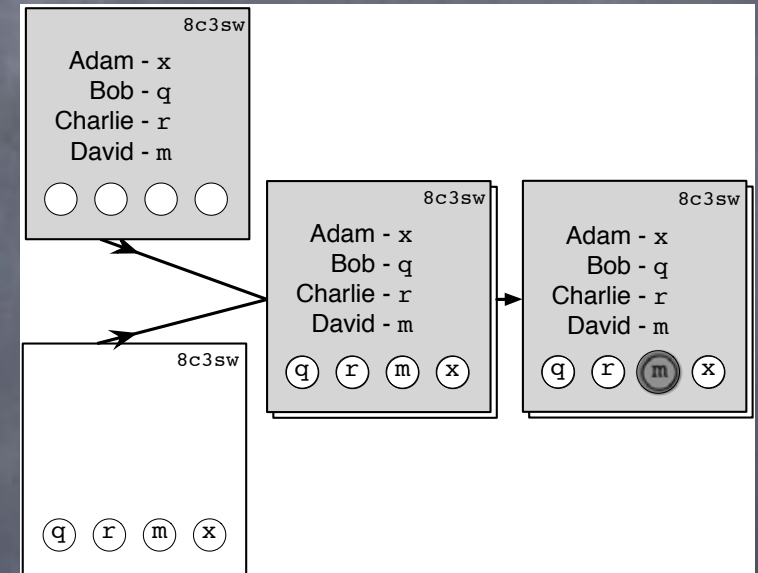 8c3sw
Adam - x
Bob - q
Charlie - r
David - m
8c3sw
q r m x
8c3sw
Adam - x
Bob - q
Charlie - r
David - m
q r m x
8c3sw
Adam - x
Bob - q
Charlie - r
David - m
q r m x